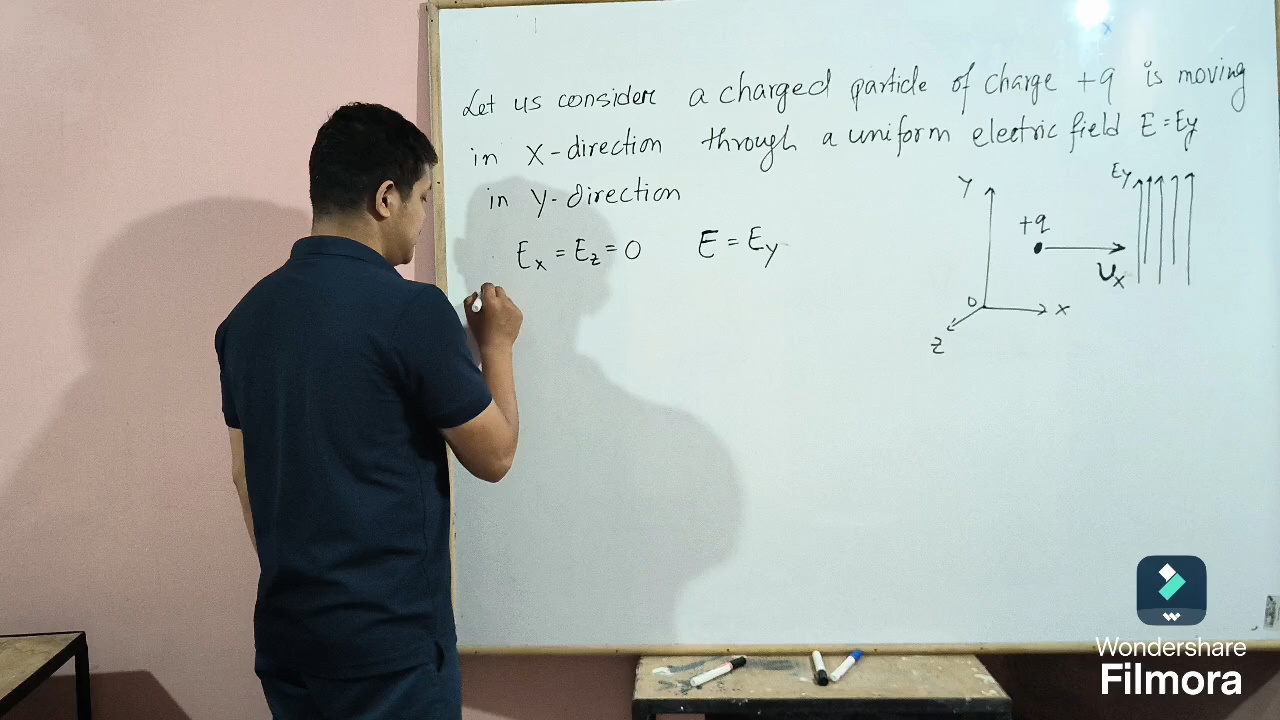 Let us consider a charged particle of charge +q is moving
in X-direction through a uniform electric field E=Ey
in Y-direction
Ex = Ez = 0 E = Ey
Y
Ey
+q
Ux
O
X
Z
Wondershare
Filmora